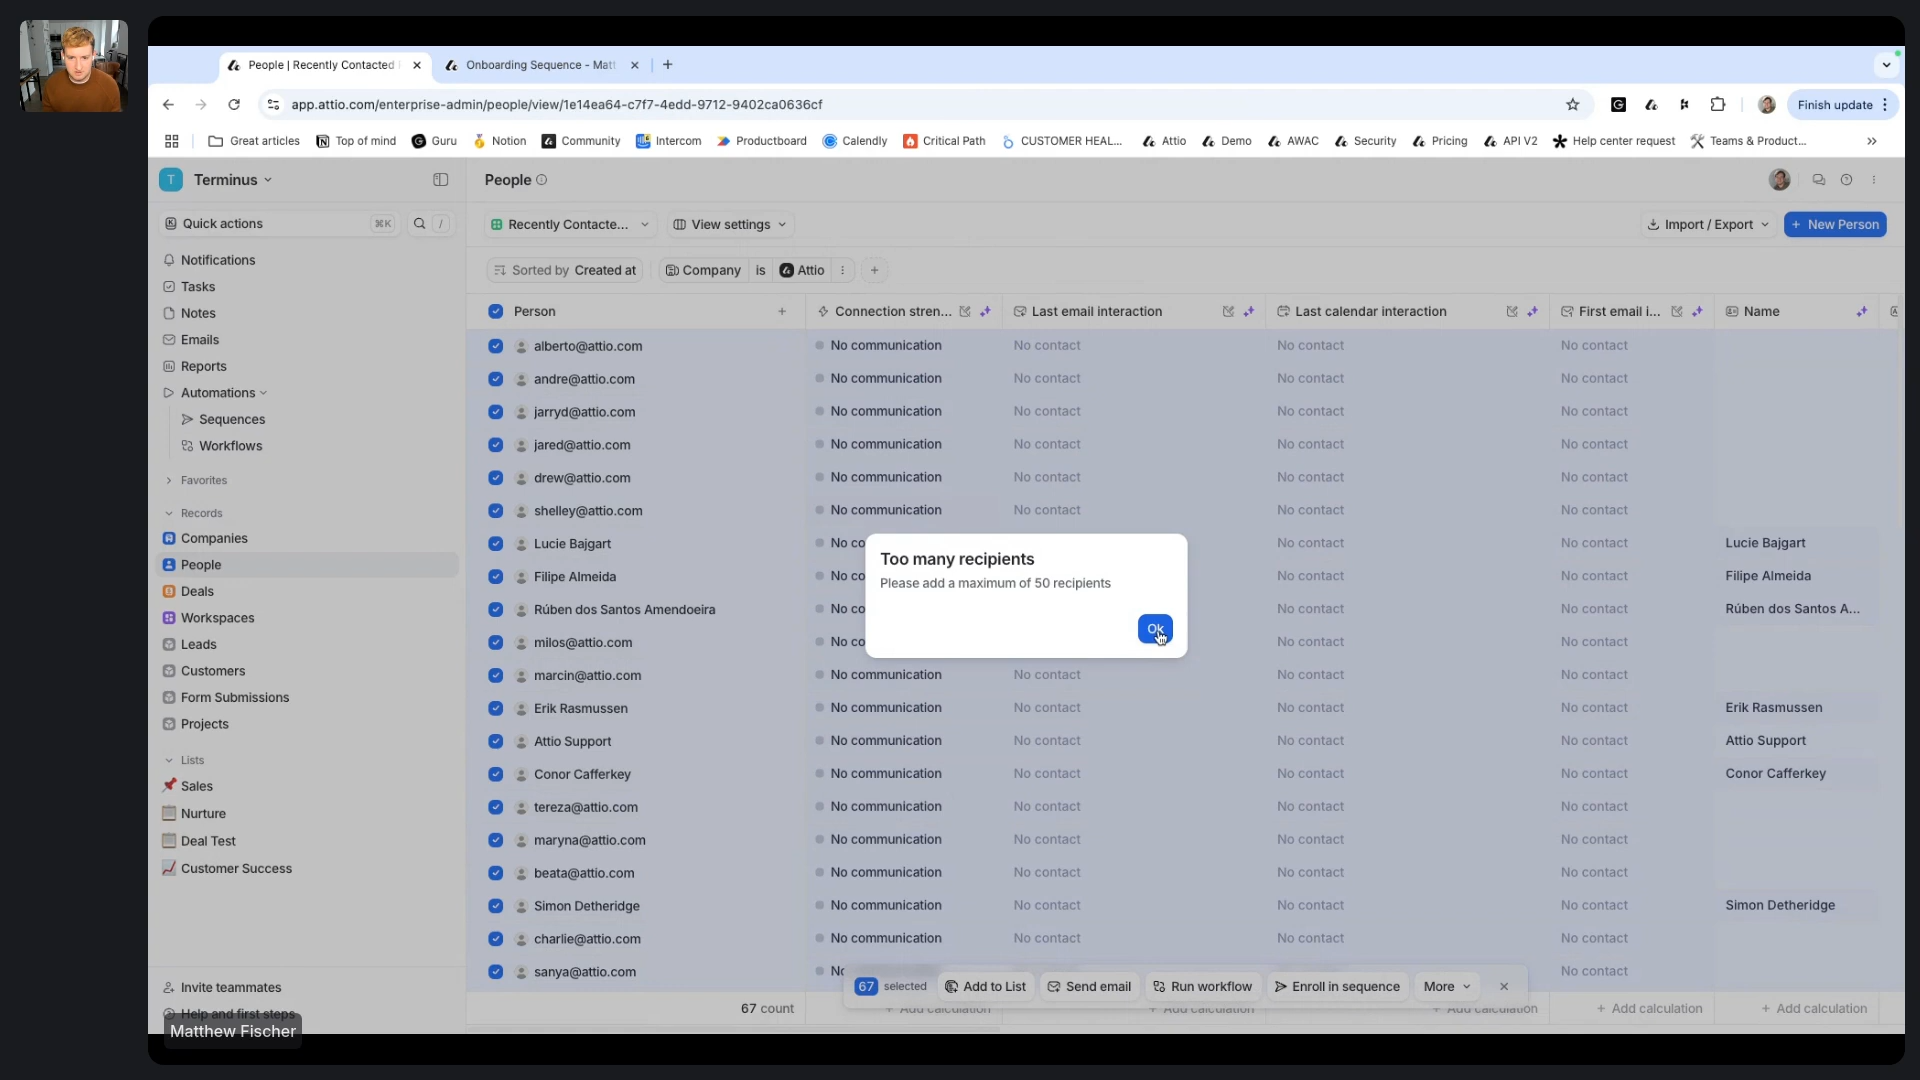 People | Recently Contacted
Onboarding Sequence - Matt
app.attio.com/enterprise-admin/people/view/1e14ea64-c7f7-4edd-9712-9402ca0636cf
Finish update
Great articles
Top of mind
Guru
Notion
Community
Intercom
Productboard
Calendly
Critical Path
CUSTOMER HEAL...
Attio
Demo
AWAC
Security
Pricing
API V2
Help center request
Teams & Product...
T Terminus
Quick actions ⌘K /
Notifications
Tasks
Notes
Emails
Reports
Automations
Sequences
Workflows
Favorites
Records
Companies
People
Deals
Workspaces
Leads
Customers
Form Submissions
Projects
Lists
Sales
Nurture
Deal Test
Customer Success
Invite teammates
Help and first steps
Matthew Fischer
People
Recently Contacte...
View settings
Import / Export
+ New Person
Sorted by Created at
Company is Attio
Person
Connection stren...
Last email interaction
Last calendar interaction
First email i...
Name
alberto@attio.com No communication No contact No contact No contact
andre@attio.com No communication No contact No contact No contact
jarryd@attio.com No communication No contact No contact No contact
jared@attio.com No communication No contact No contact No contact
drew@attio.com No communication No contact No contact No contact
shelley@attio.com No communication No contact No contact No contact
Lucie Bajgart No co No contact Lucie Bajgart
Filipe Almeida No co No contact No contact Filipe Almeida
Rúben dos Santos Amendoeira No co No contact No contact Rúben dos Santos A...
milos@attio.com No co No contact No contact
marcin@attio.com No communication No contact No contact No contact
Erik Rasmussen No communication No contact No contact No contact Erik Rasmussen
Attio Support No communication No contact No contact No contact Attio Support
Conor Cafferkey No communication No contact No contact No contact Conor Cafferkey
tereza@attio.com No communication No contact No contact No contact
maryna@attio.com No communication No contact No contact No contact
beata@attio.com No communication No contact No contact No contact
Simon Detheridge No communication No contact No contact No contact Simon Detheridge
charlie@attio.com No communication No contact No contact No contact
sanya@attio.com No contact
Too many recipients
Please add a maximum of 50 recipients
Ok
67 selected Add to List Send email Run workflow Enroll in sequence More
67 count + Add calculation + Add calculation + Add calculation + Add calculation + Add calculation